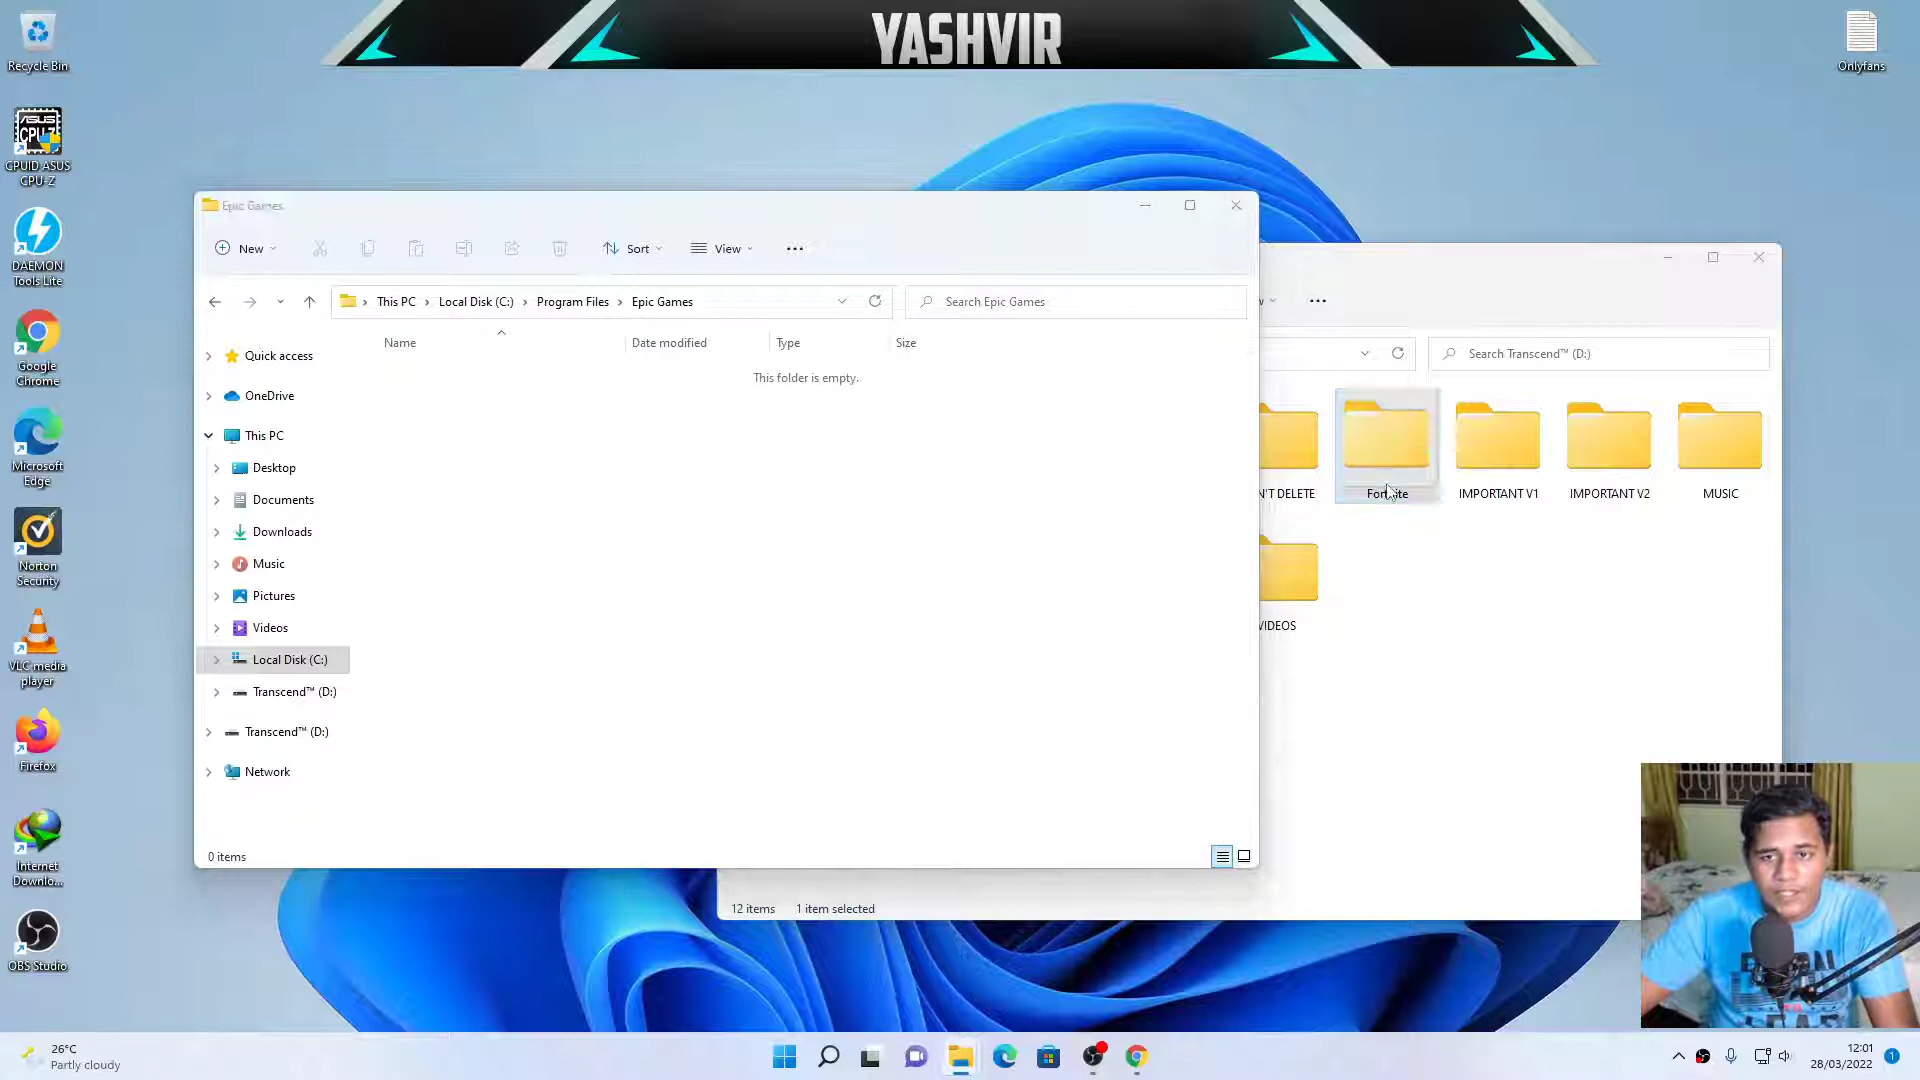 YASHVIR
Recycle Bin
CPUID ASUS
CPU-Z
DAEMON
Tools Lite
Google
Chrome
Microsoft
Edge
Norton
Security
VLC media
player
Firefox
Internet
Downlo...
OBS Studio
Onlyfans
Epic Games
New
Sort
View
This PC
Local Disk (C:)
Program Files
Epic Games
Search Epic Games
Name
Date modified
Type
Size
This folder is empty.
Quick access
OneDrive
This PC
Desktop
Documents
Downloads
Music
Pictures
Videos
Local Disk (C:)
Transcend™ (D:)
Transcend™ (D:)
Network
0 items
Search Transcend™ (D:)
N'T DELETE
Fortnite
IMPORTANT V1
IMPORTANT V2
MUSIC
VIDEOS
12 items
1 item selected
26°C
Partly cloudy
12:01
28/03/2022
1